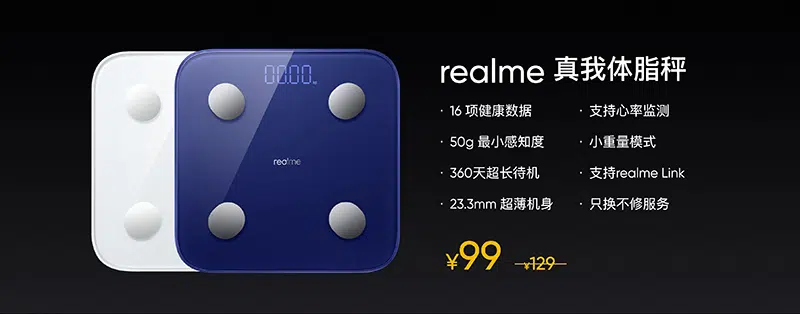 00.00
realme
realme 真我体脂秤
· 16 项健康数据
· 支持心率监测
· 50g 最小感知度
· 小重量模式
· 360天超长待机
· 支持realme Link
· 23.3mm 超薄机身
· 只换不修服务
¥99 ¥129